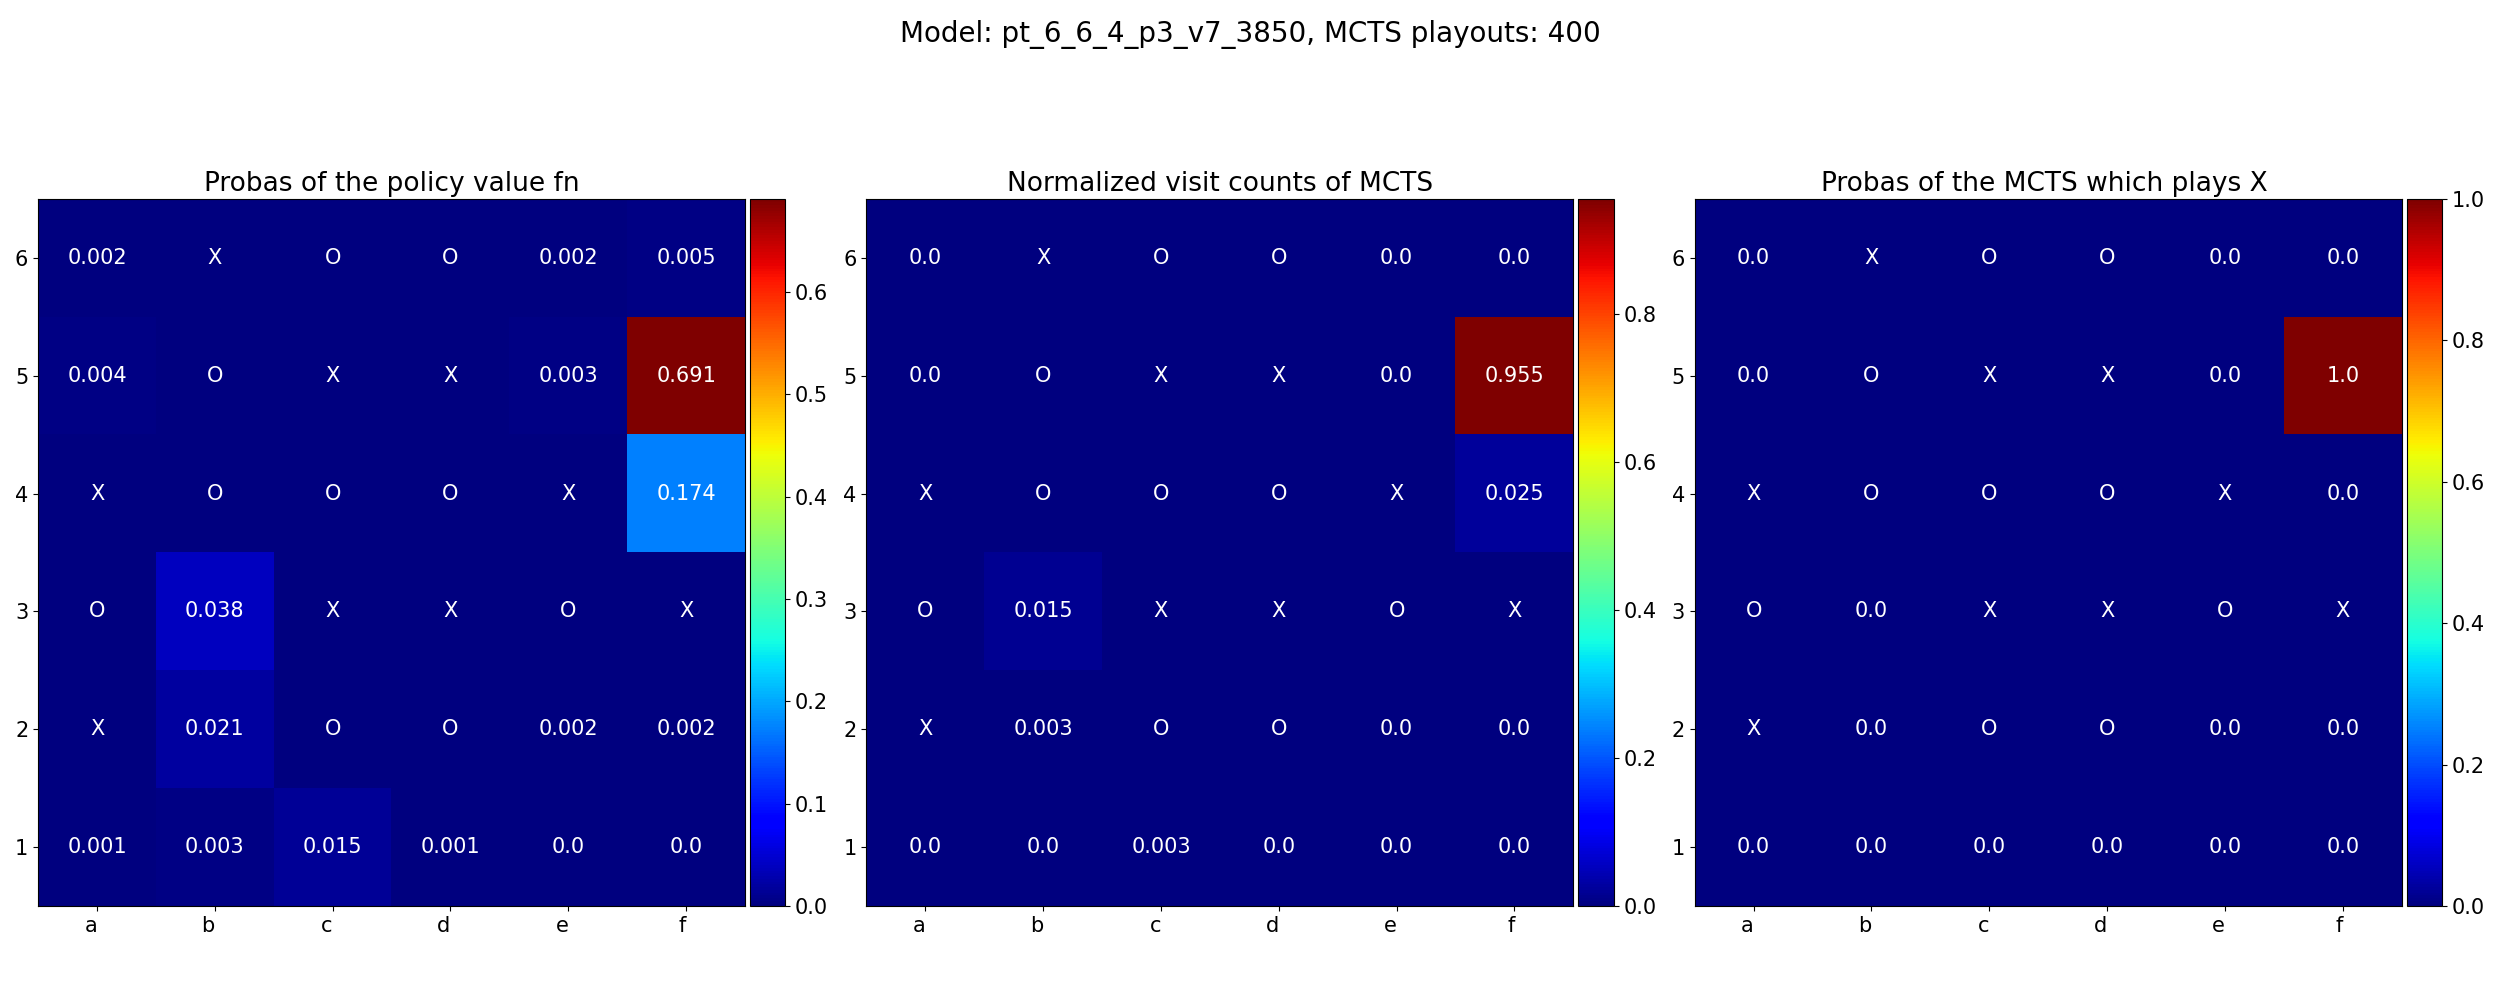 Model: pt_6_6_4_p3_v7_3850, MCTS playouts: 400
Probas of the policy value fn
6 0.002 X O O 0.002 0.005
5 0.004 O X X 0.003 0.691
4 X O O O X 0.174
3 O 0.038 X X O X
2 X 0.021 O O 0.002 0.002
1 0.001 0.003 0.015 0.001 0.0 0.0
a b c d e f
0.6
0.5
0.4
0.3
0.2
0.1
0.0
Normalized visit counts of MCTS
6 0.0 X O O 0.0 0.0
5 0.0 O X X 0.0 0.955
4 X O O O X 0.025
3 O 0.015 X X O X
2 X 0.003 O O 0.0 0.0
1 0.0 0.0 0.003 0.0 0.0 0.0
a b c d e f
0.8
0.6
0.4
0.2
0.0
Probas of the MCTS which plays X
6 0.0 X O O 0.0 0.0
5 0.0 O X X 0.0 1.0
4 X O O O X 0.0
3 O 0.0 X X O X
2 X 0.0 O O 0.0 0.0
1 0.0 0.0 0.0 0.0 0.0 0.0
a b c d e f
1.0
0.8
0.6
0.4
0.2
0.0